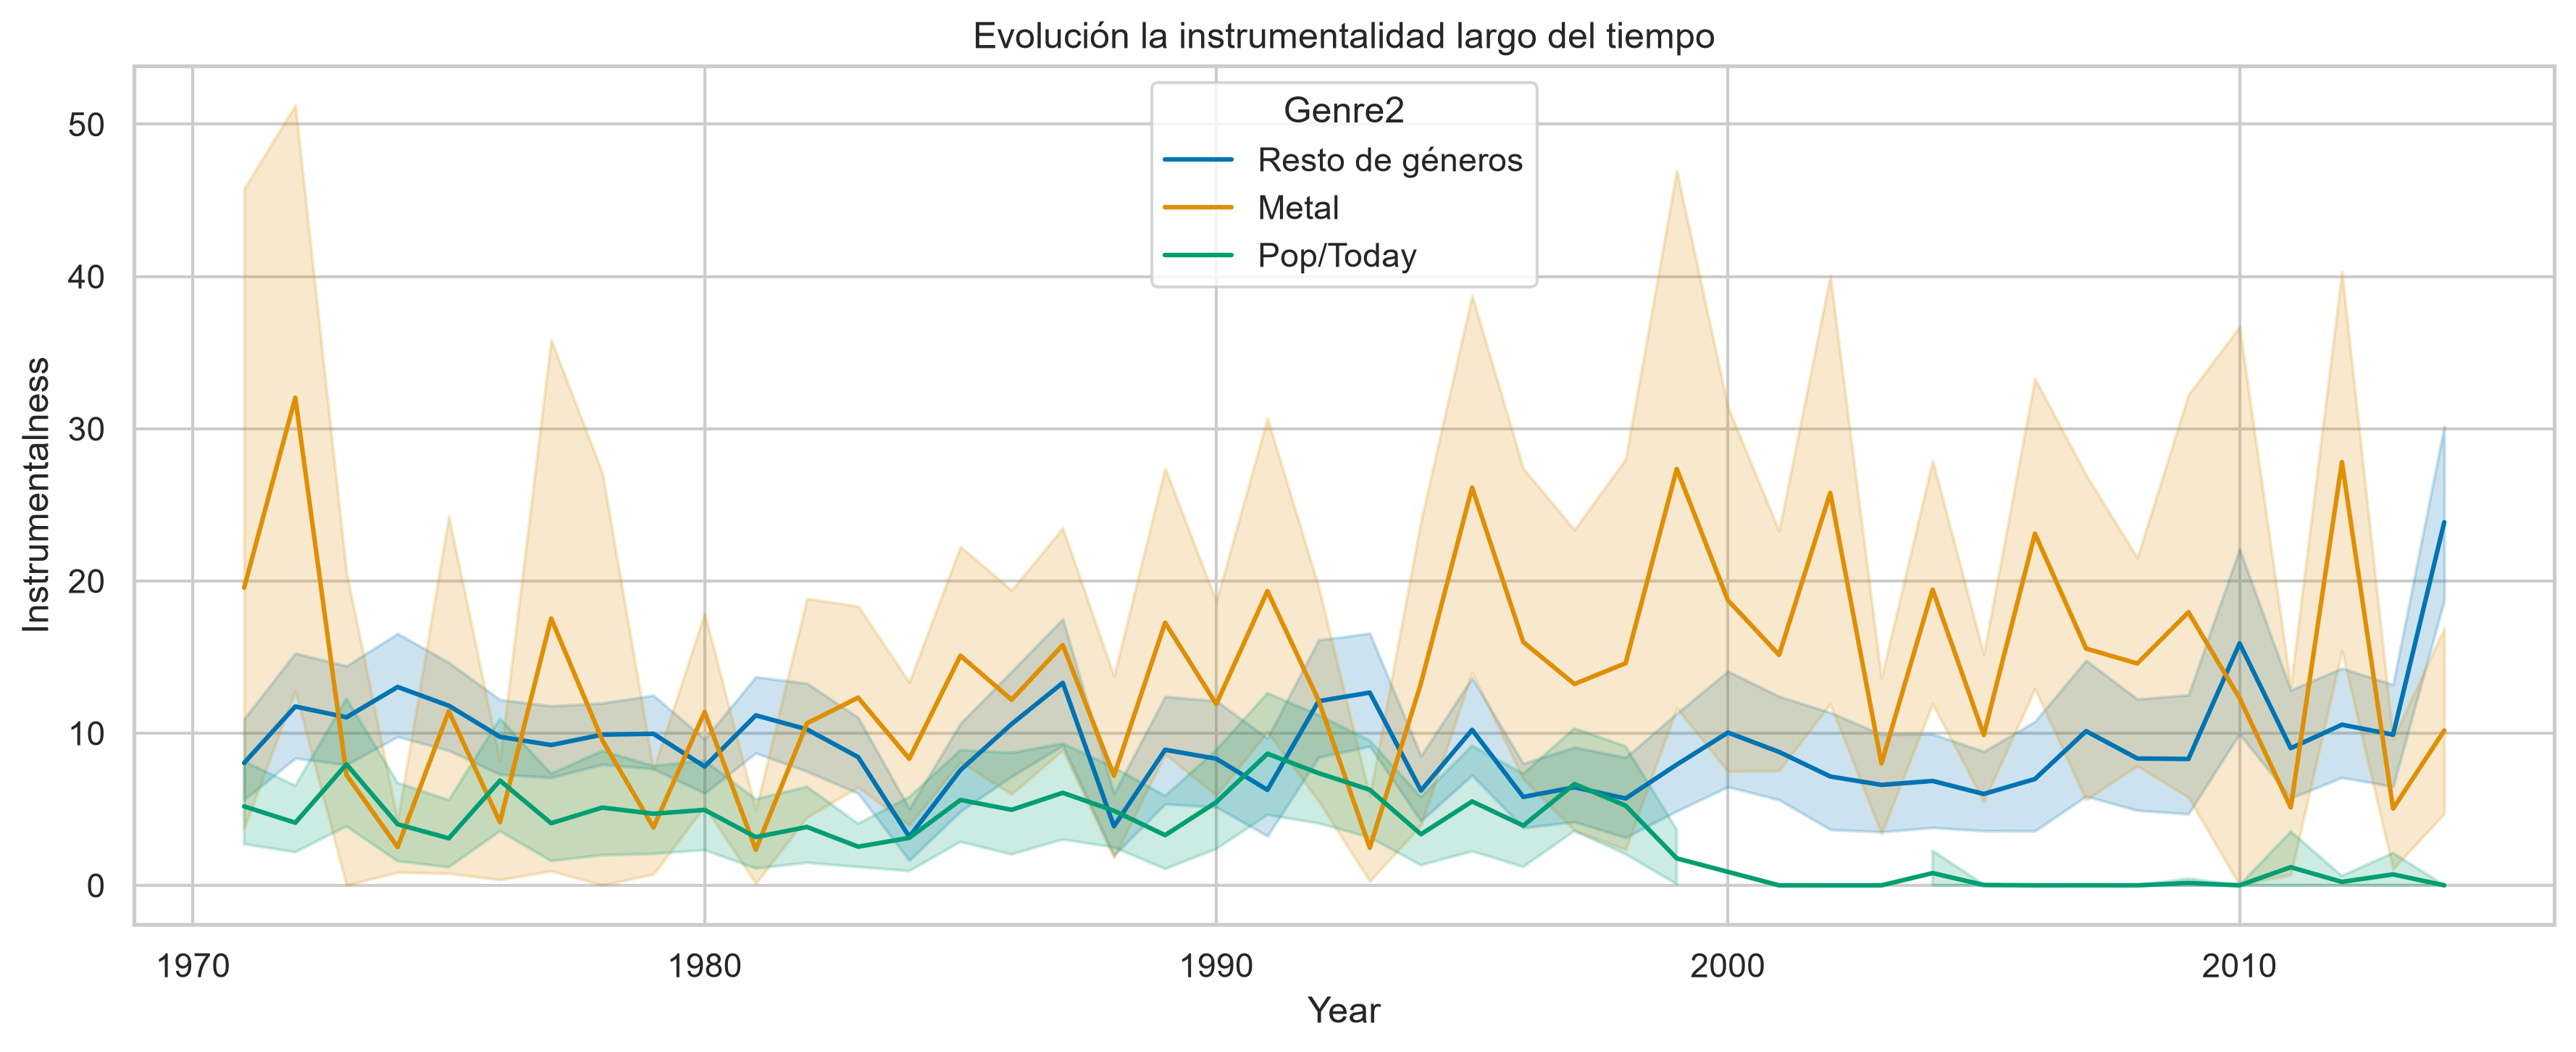 Evolución la instrumentalidad largo del tiempo
Genre2
Resto de géneros
Metal
Pop/Today
Instrumentalness
50
40
30
20
10
0
1970
1980
1990
2000
2010
Year